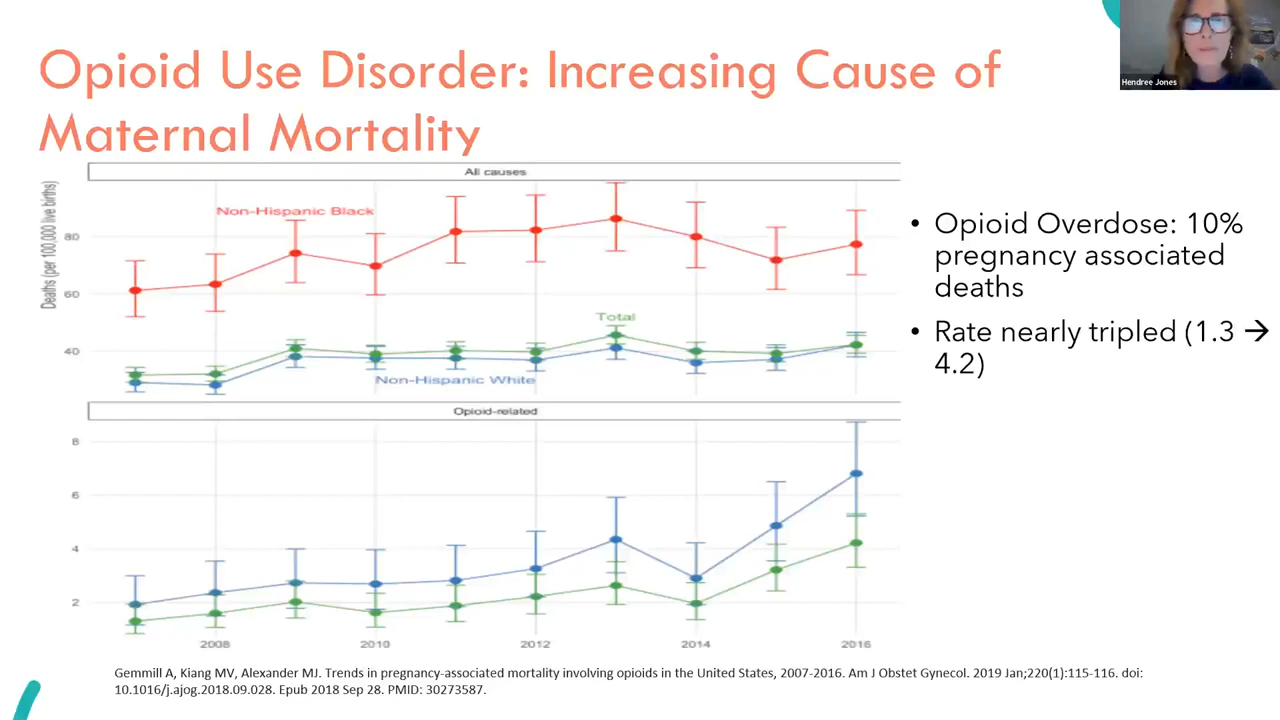 Opioid Use Disorder: Increasing Cause of
Maternal Mortality
Hendree Jones
All causes
Deaths (per 100,000 live births)
Non-Hispanic Black
80
60
Total
40
Non-Hispanic White
Opioid-related
8
6
4
2
2008 2010 2012 2014 2016
• Opioid Overdose: 10%
pregnancy associated
deaths
• Rate nearly tripled (1.3 →
4.2)
Gemmill A, Kiang MV, Alexander MJ. Trends in pregnancy-associated mortality involving opioids in the United States, 2007-2016. Am J Obstet Gynecol. 2019 Jan;220(1):115-116. doi:
10.1016/j.ajog.2018.09.028. Epub 2018 Sep 28. PMID: 30273587.